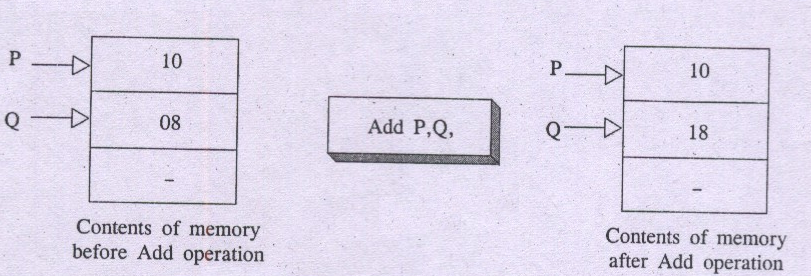 P
10
Q
08
–
Contents of memory
before Add operation
Add P,Q,
P
10
Q
18
–
Contents of memory
after Add operation